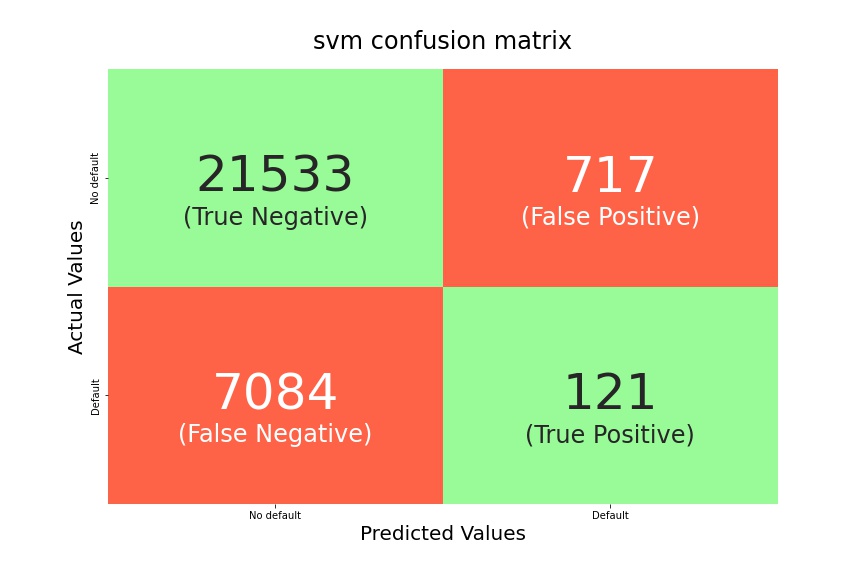 svm confusion matrix
21533
(True Negative)
717
(False Positive)
No default
Actual Values
7084
(False Negative)
121
(True Positive)
Default
No default
Default
Predicted Values